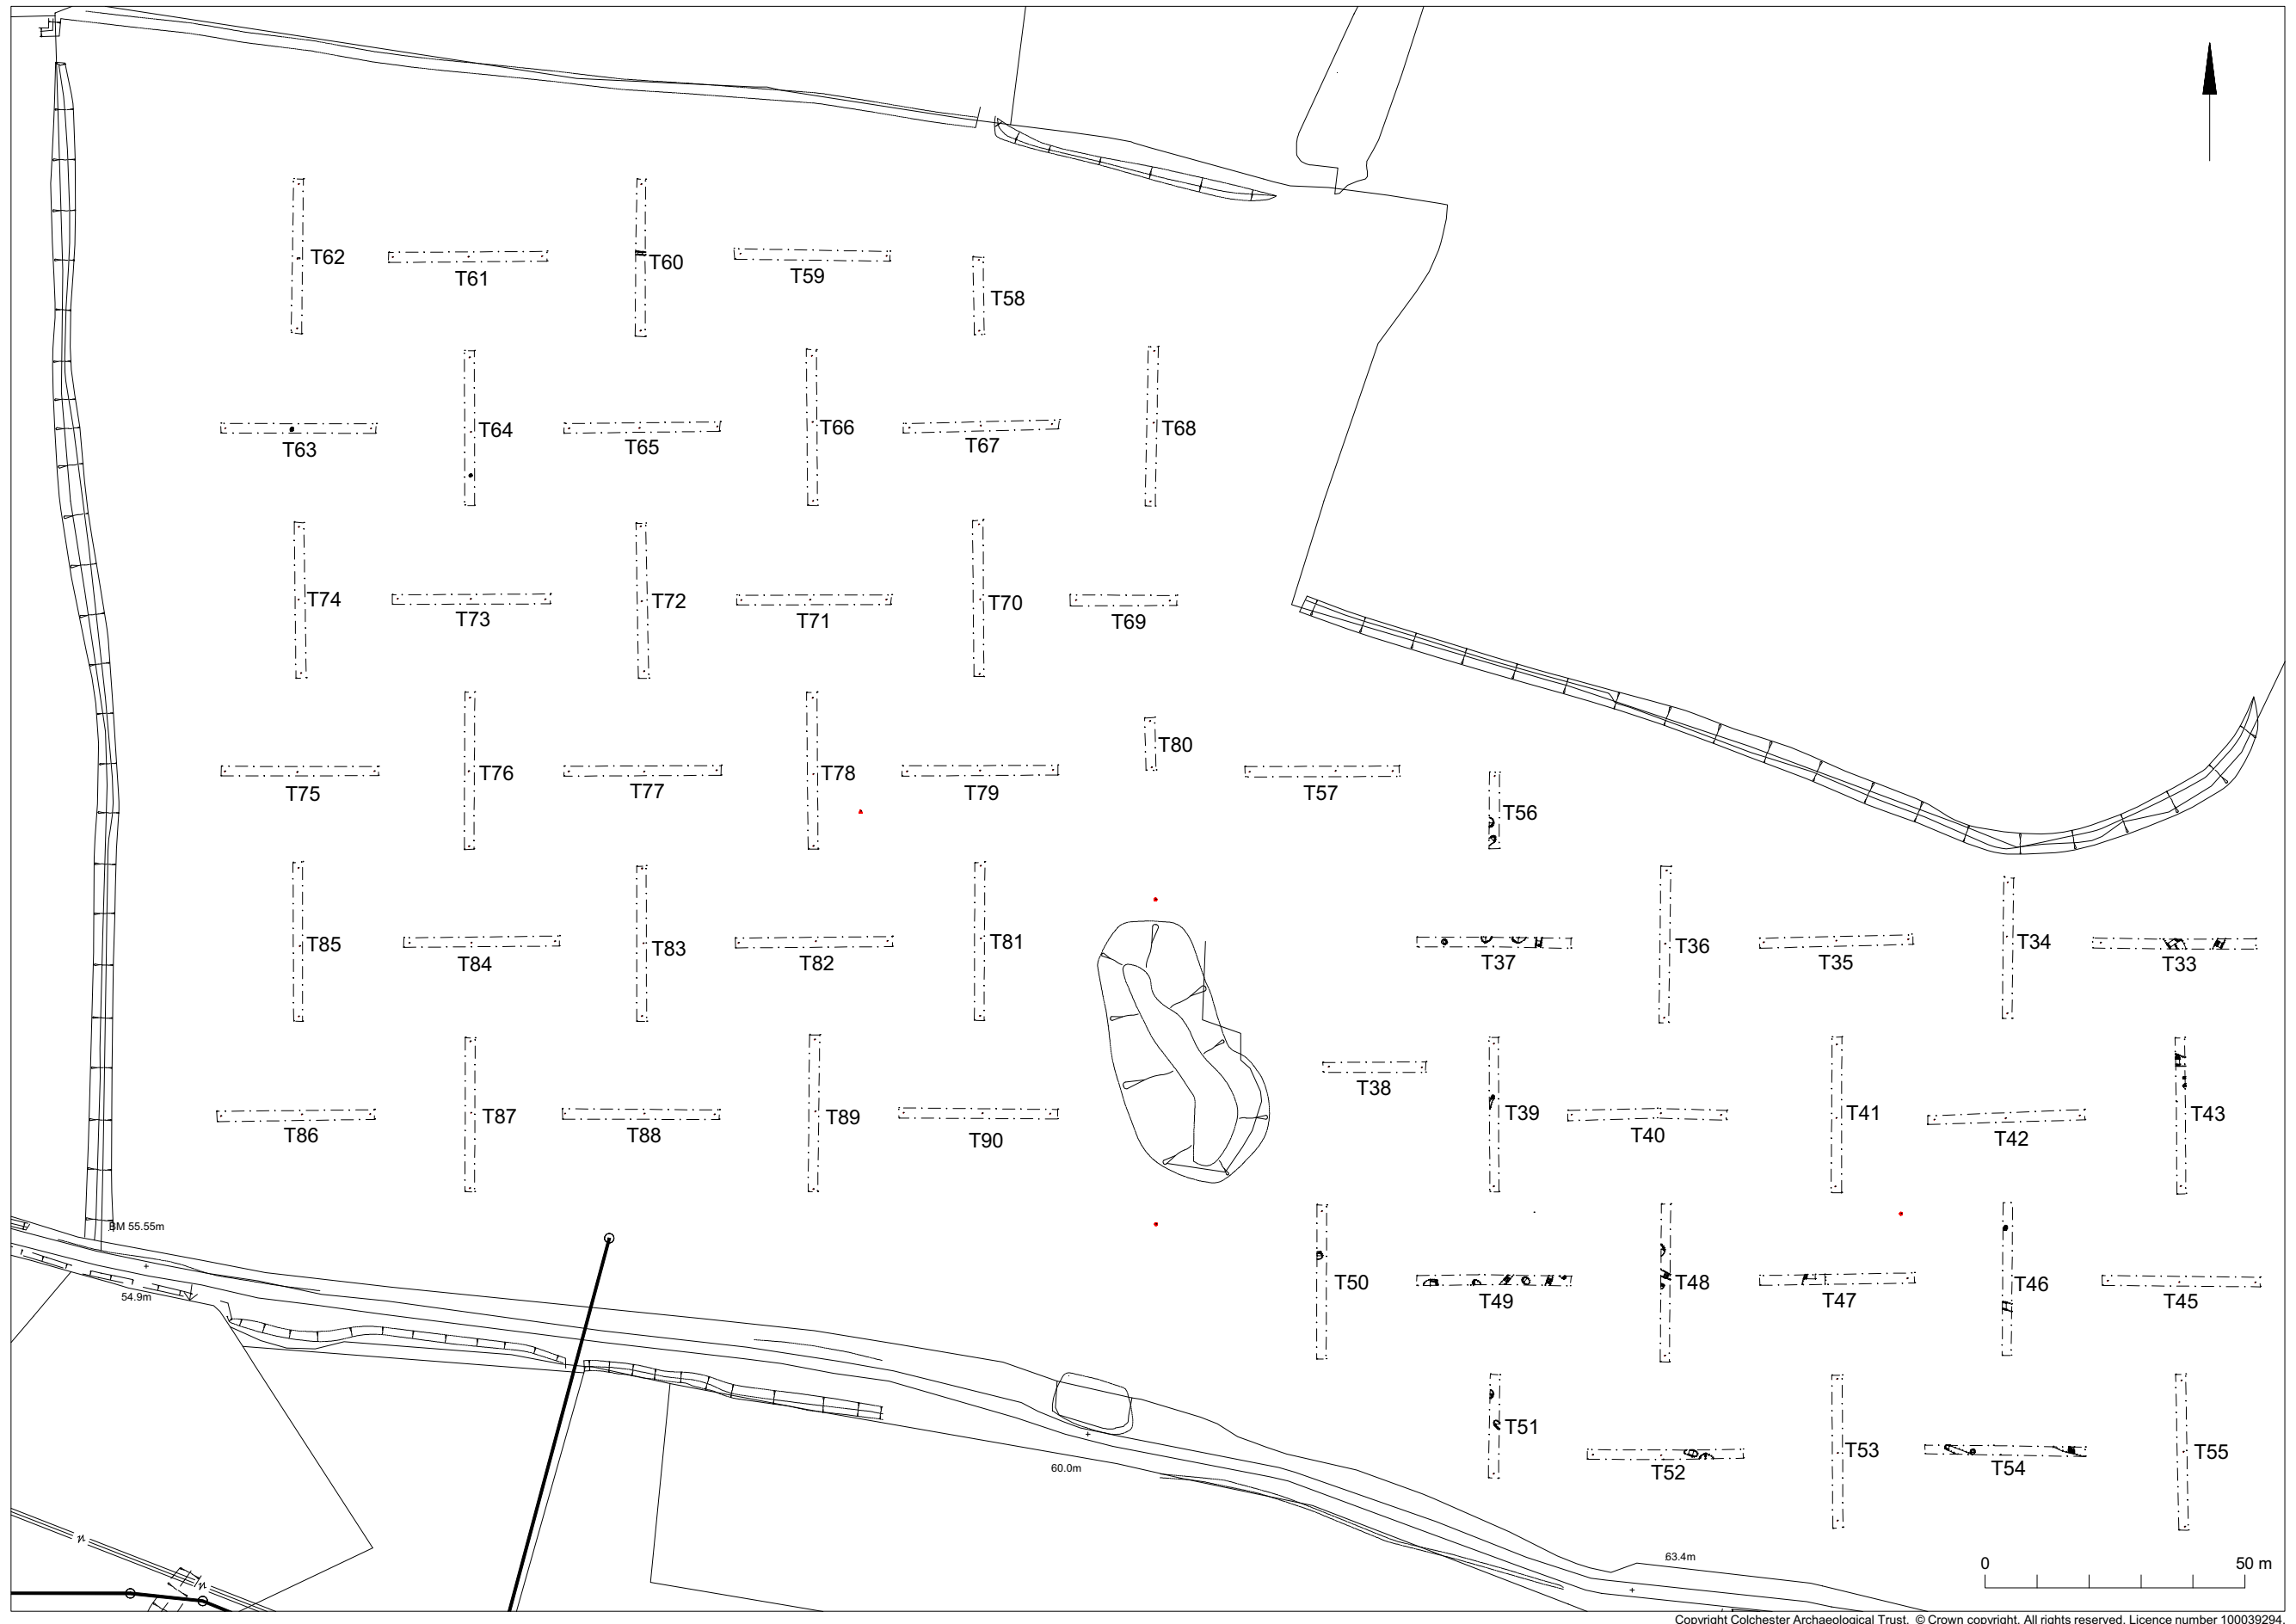 T62
T61
T60
T59
T58
T63
T64
T65
T66
T67
T68
T74
T73
T72
T71
T70
T69
T75
T76
T77
T78
T79
T80
T57
T56
T85
T84
T83
T82
T81
T37
T36
T35
T34
T33
T86
T87
T88
T89
T90
T38
T39
T40
T41
T42
T43
BM 55.55m
54.9m
T50
T49
T48
T47
T46
T45
T51
T52
T53
T54
T55
60.0m
63.4m
0 50 m
Copyright Colchester Archaeological Trust. © Crown copyright. All rights reserved. Licence number 100039294.